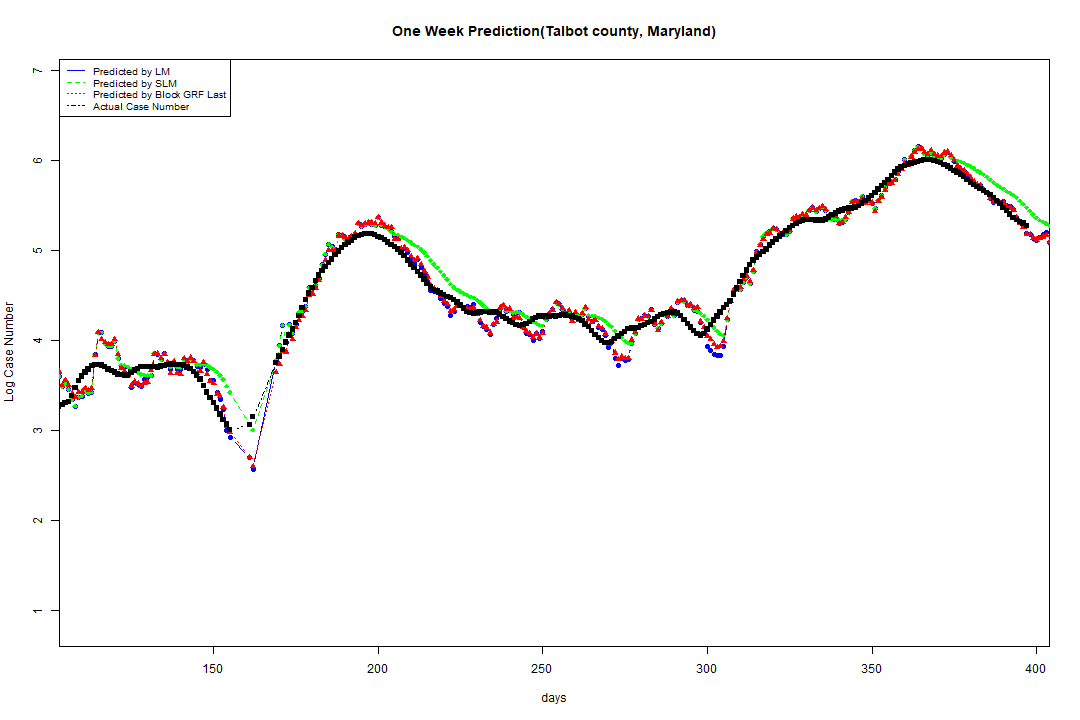 One Week Prediction(Talbot county, Maryland)
Predicted by LM
Predicted by SLM
Predicted by Block GRF Last
Actual Case Number
7
6
5
4
3
2
1
Log Case Number
150 200 250 300 350 400
days